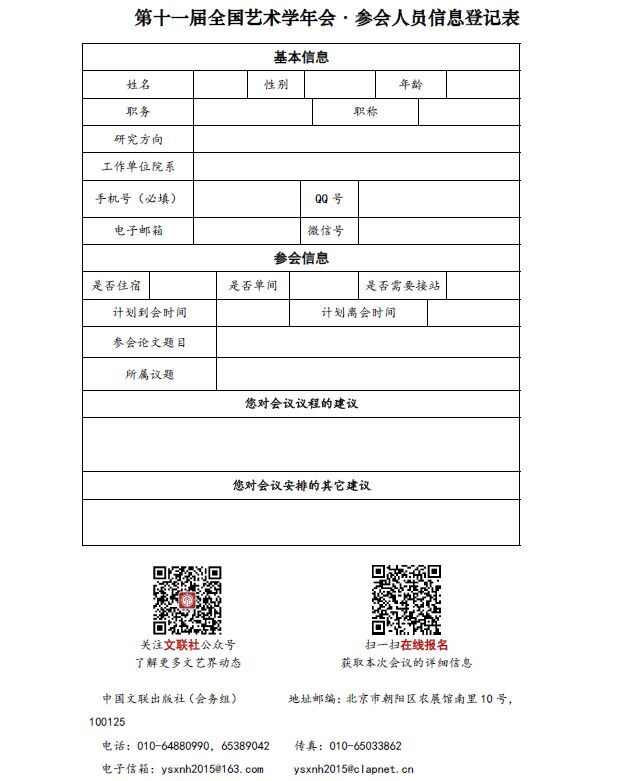 第十一届全国艺术学年会·参会人员信息登记表
基本信息
姓名 性别 年龄
职务 职称
研究方向
工作单位院系
手机号（必填） QQ 号
电子邮箱 微信号
参会信息
是否住宿 是否单间 是否需要接站
计划到会时间 计划离会时间
参会论文题目
所属议题
您对会议议程的建议
您对会议安排的其它建议
关注文联社公众号 扫一扫在线报名
了解更多文艺界动态 获取本次会议的详细信息
中国文联出版社（会务组） 地址邮编：北京市朝阳区农展馆南里 10 号，
100125
电话：010-64880990，65389042 传真：010-65033862
电子信箱：ysxnh2015@163.com ysxnh2015@clapnet.cn